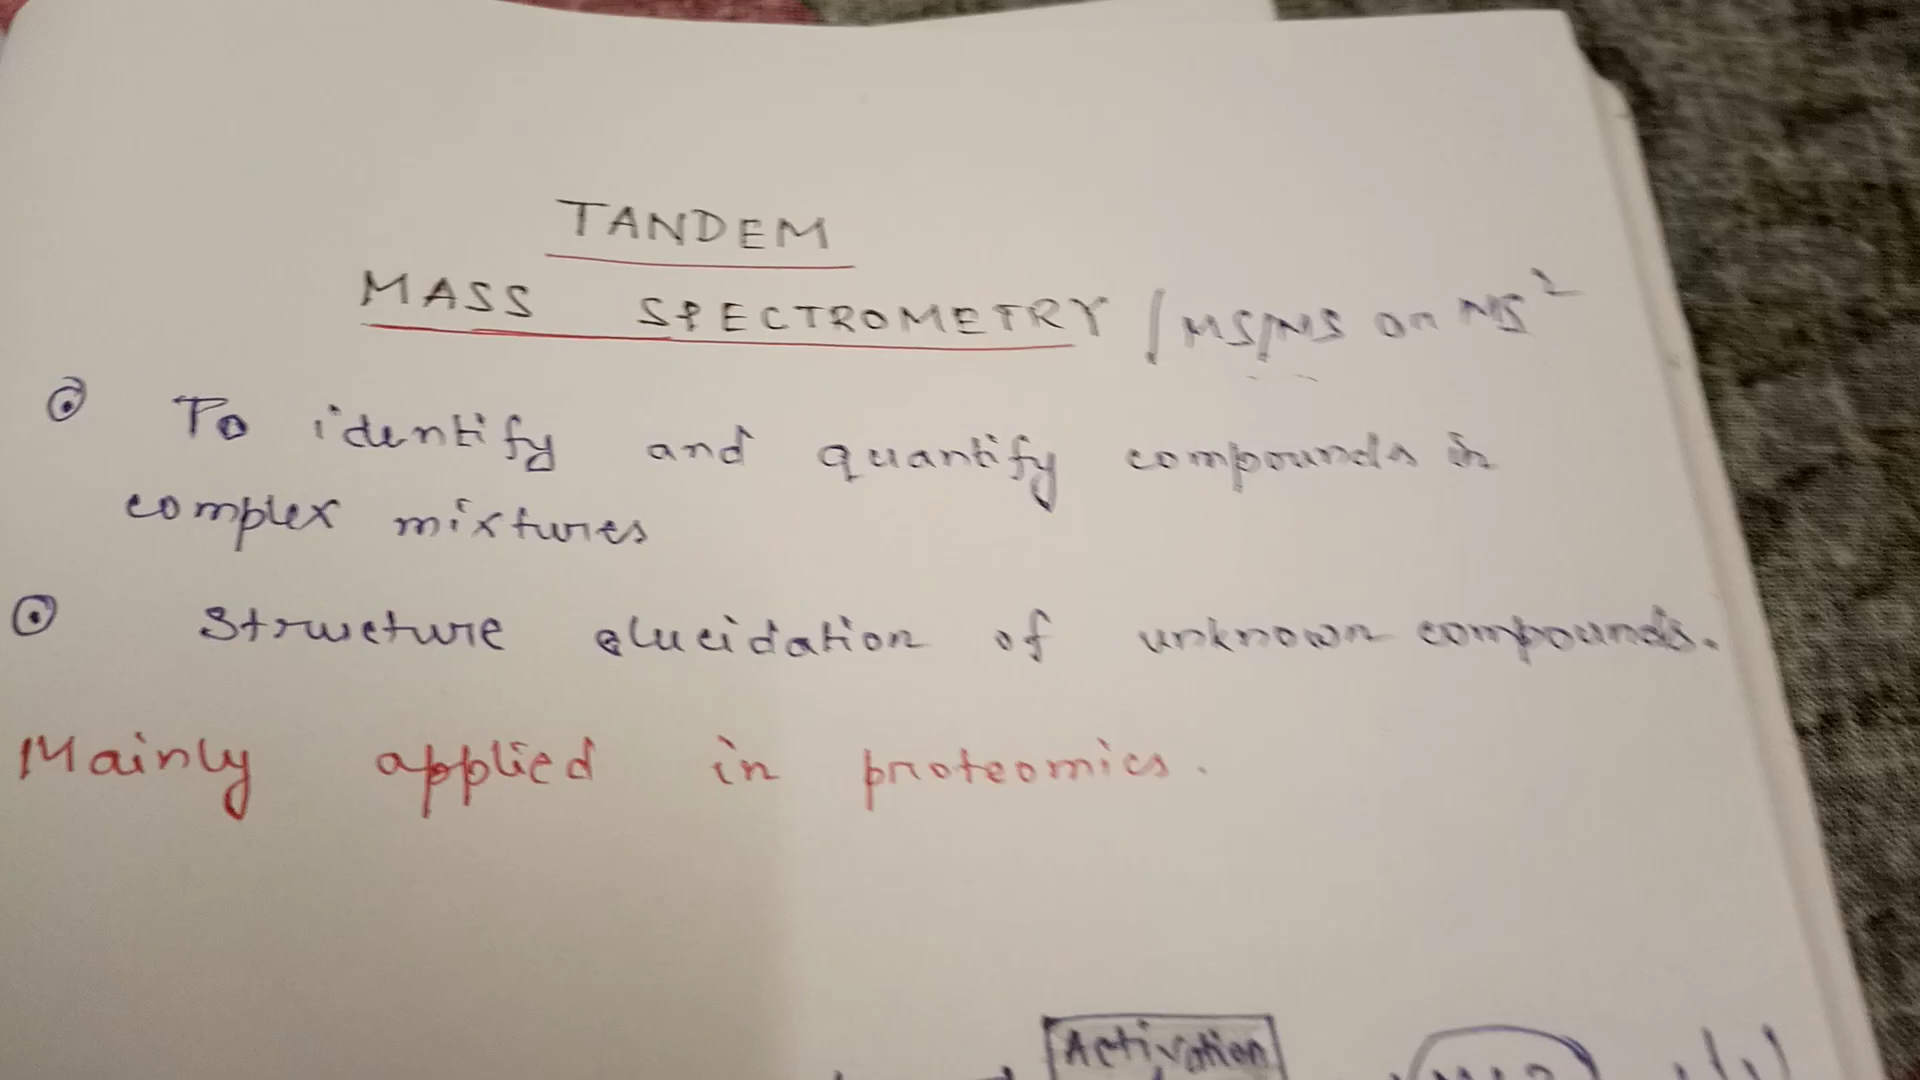 TANDEM
MASS SPECTROMETRY / MS/MS or MS²
To identify and quantify compounds in
complex mixtures
Structure elucidation of unknown compounds.
Mainly applied in proteomics.
Activation